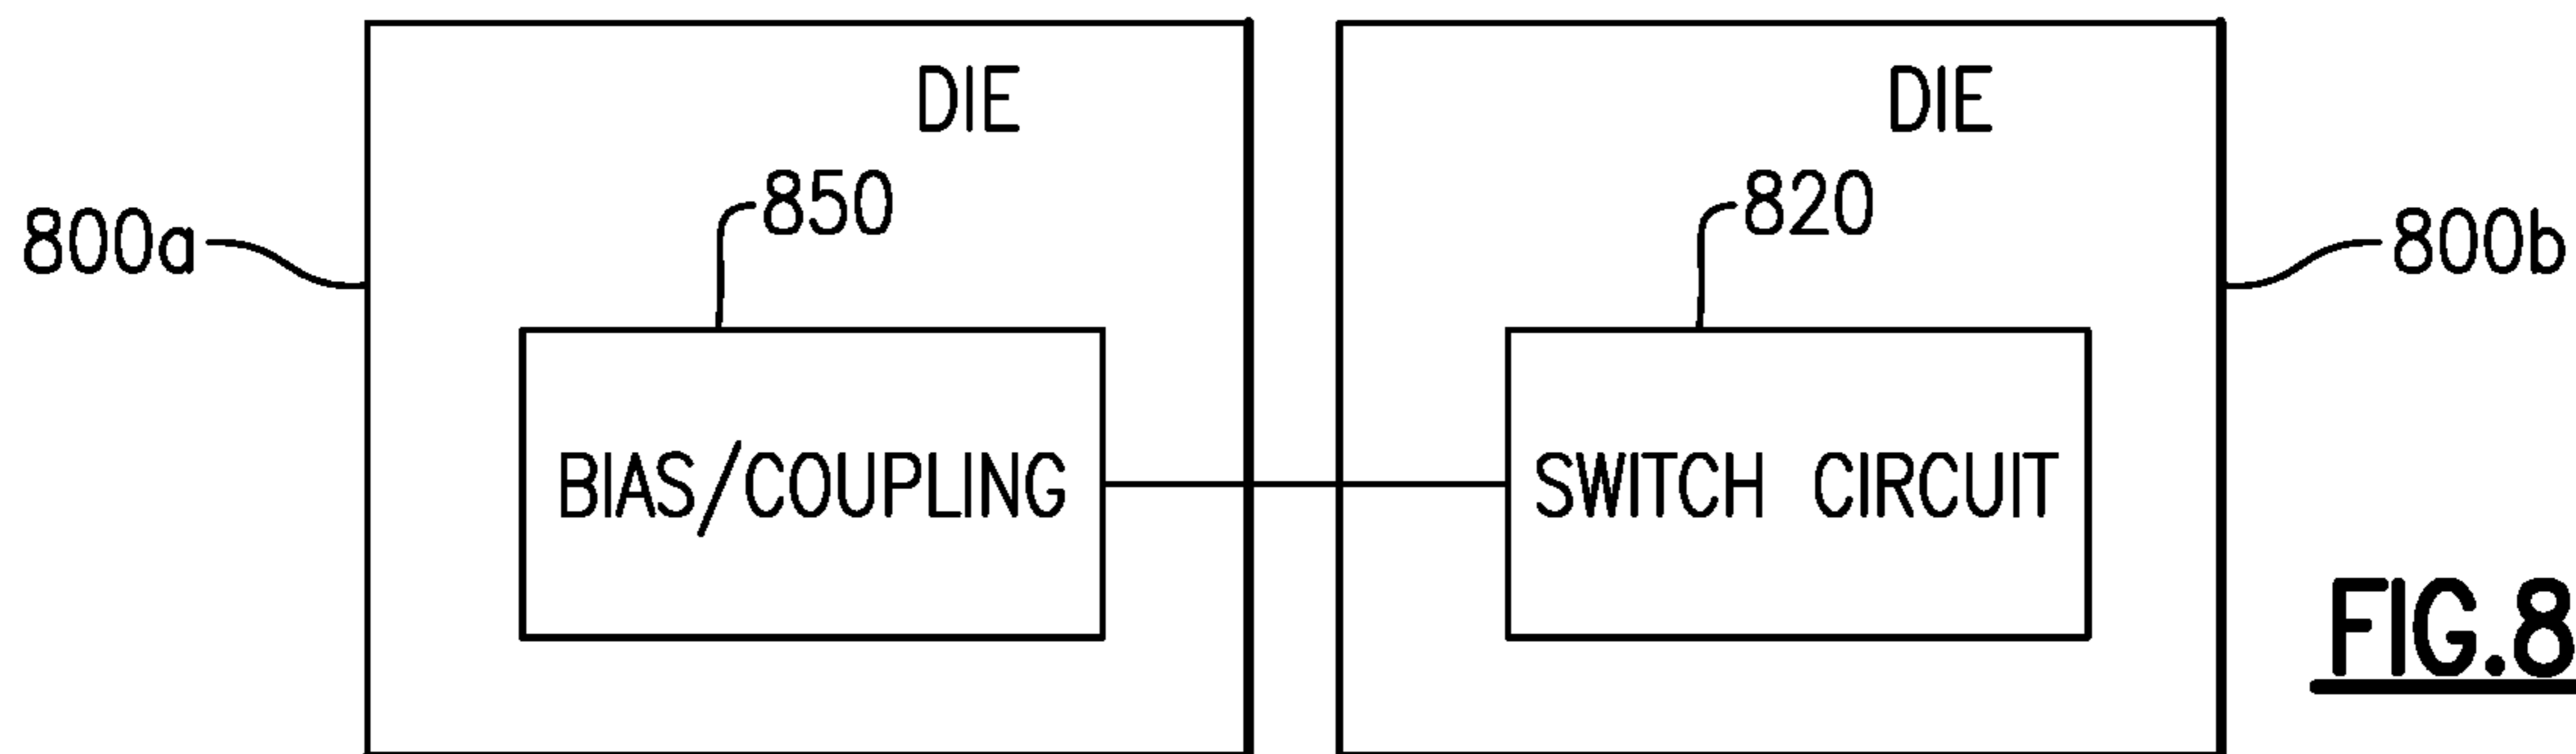 DIE
DIE
850
820
800a
800b
BIAS/COUPLING
SWITCH CIRCUIT
FIG.8